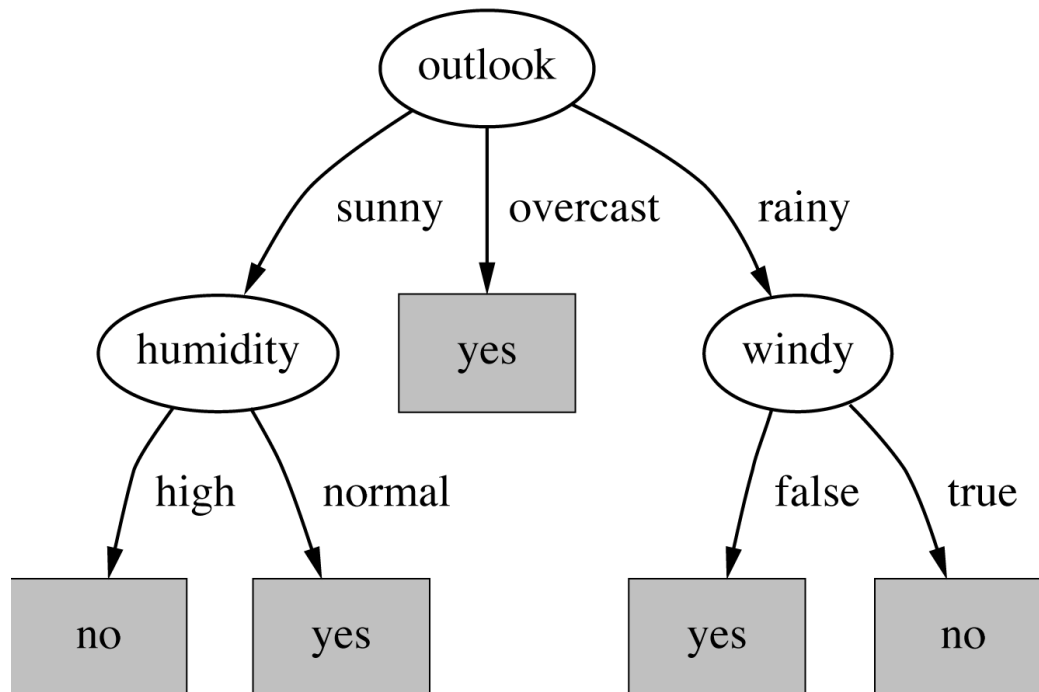 outlook
sunny overcast rainy
humidity yes windy
high normal false true
no yes yes no